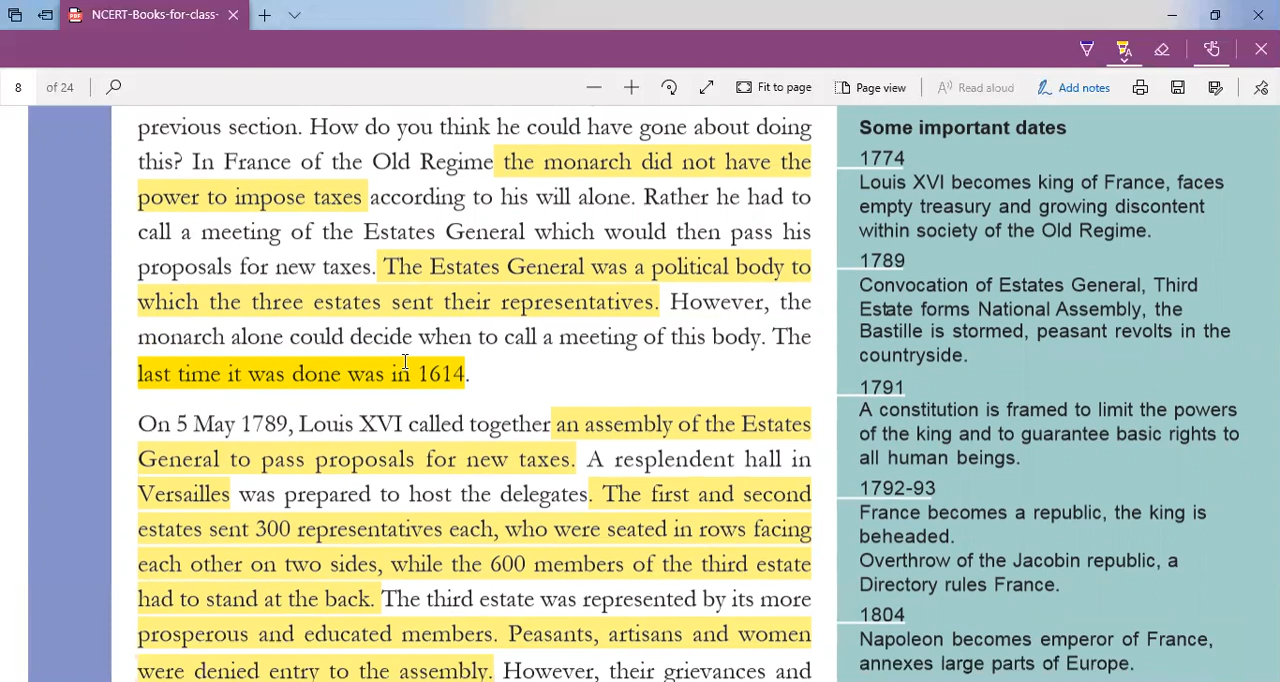 NCERT-Books-for-class-
8 of 24
Fit to page
Page view
Read aloud
Add notes
previous section. How do you think he could have gone about doing
this? In France of the Old Regime the monarch did not have the
power to impose taxes according to his will alone. Rather he had to
call a meeting of the Estates General which would then pass his
proposals for new taxes. The Estates General was a political body to
which the three estates sent their representatives. However, the
monarch alone could decide when to call a meeting of this body. The
last time it was done was in 1614.
On 5 May 1789, Louis XVI called together an assembly of the Estates
General to pass proposals for new taxes. A resplendent hall in
Versailles was prepared to host the delegates. The first and second
estates sent 300 representatives each, who were seated in rows facing
each other on two sides, while the 600 members of the third estate
had to stand at the back. The third estate was represented by its more
prosperous and educated members. Peasants, artisans and women
were denied entry to the assembly. However, their grievances and
Some important dates
1774
Louis XVI becomes king of France, faces
empty treasury and growing discontent
within society of the Old Regime.
1789
Convocation of Estates General, Third
Estate forms National Assembly, the
Bastille is stormed, peasant revolts in the
countryside.
1791
A constitution is framed to limit the powers
of the king and to guarantee basic rights to
all human beings.
1792-93
France becomes a republic, the king is
beheaded.
Overthrow of the Jacobin republic, a
Directory rules France.
1804
Napoleon becomes emperor of France,
annexes large parts of Europe.